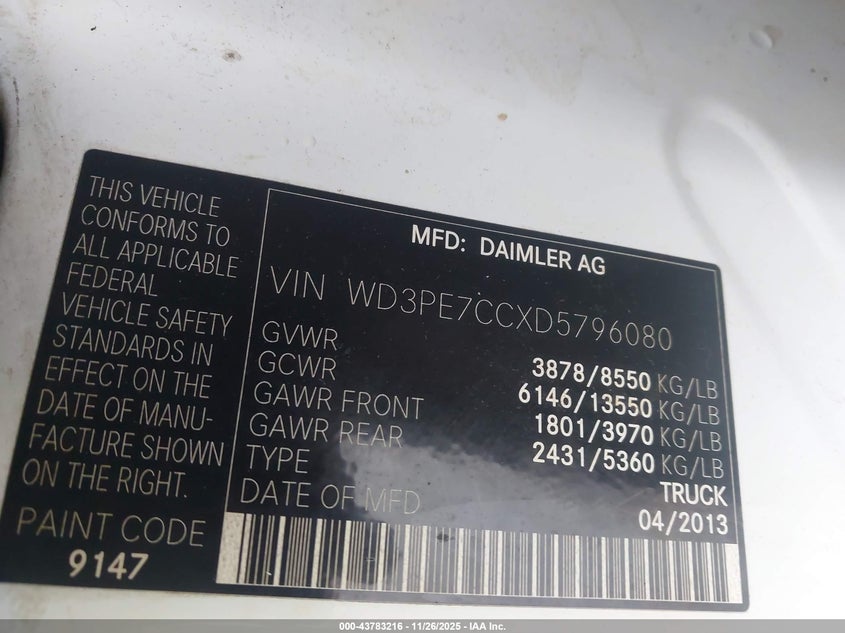 THIS VEHICLE
CONFORMS TO
ALL APPLICABLE
FEDERAL
VEHICLE SAFETY
STANDARDS IN
EFFECT ON THE
DATE OF MANU-
FACTURE SHOWN
ON THE RIGHT.
PAINT CODE
9147
MFD: DAIMLER AG
VIN WD3PE7CCXD5796080
GVWR 3878/8550 KG/LB
GCWR 6146/13550 KG/LB
GAWR FRONT 1801/3970 KG/LB
GAWR REAR 2431/5360 KG/LB
TYPE TRUCK
DATE OF MFD 04/2013
000-43783216 - 11/26/2025 - IAA Inc.